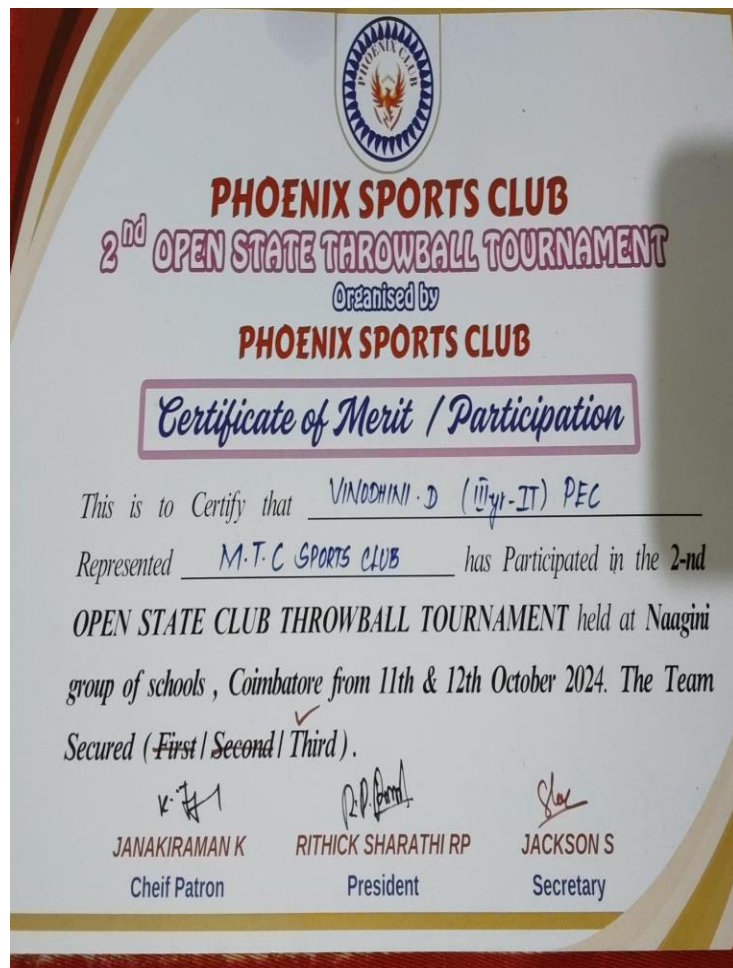 PHOENIX CLUB
PHOENIX SPORTS CLUB
2nd OPEN STATE THROWBALL TOURNAMENT
Organised by
PHOENIX SPORTS CLUB
Certificate of Merit / Participation
This is to Certify that VINODHINI . D (III yr - IT) PEC
Represented M.T.C SPORTS CLUB has Participated in the 2-nd
OPEN STATE CLUB THROWBALL TOURNAMENT held at Naagini
group of schools , Coimbatore from 11th & 12th October 2024. The Team
Secured ( First | Second | Third ) .
JANAKIRAMAN K RITHICK SHARATHI RP JACKSON S
Cheif Patron President Secretary